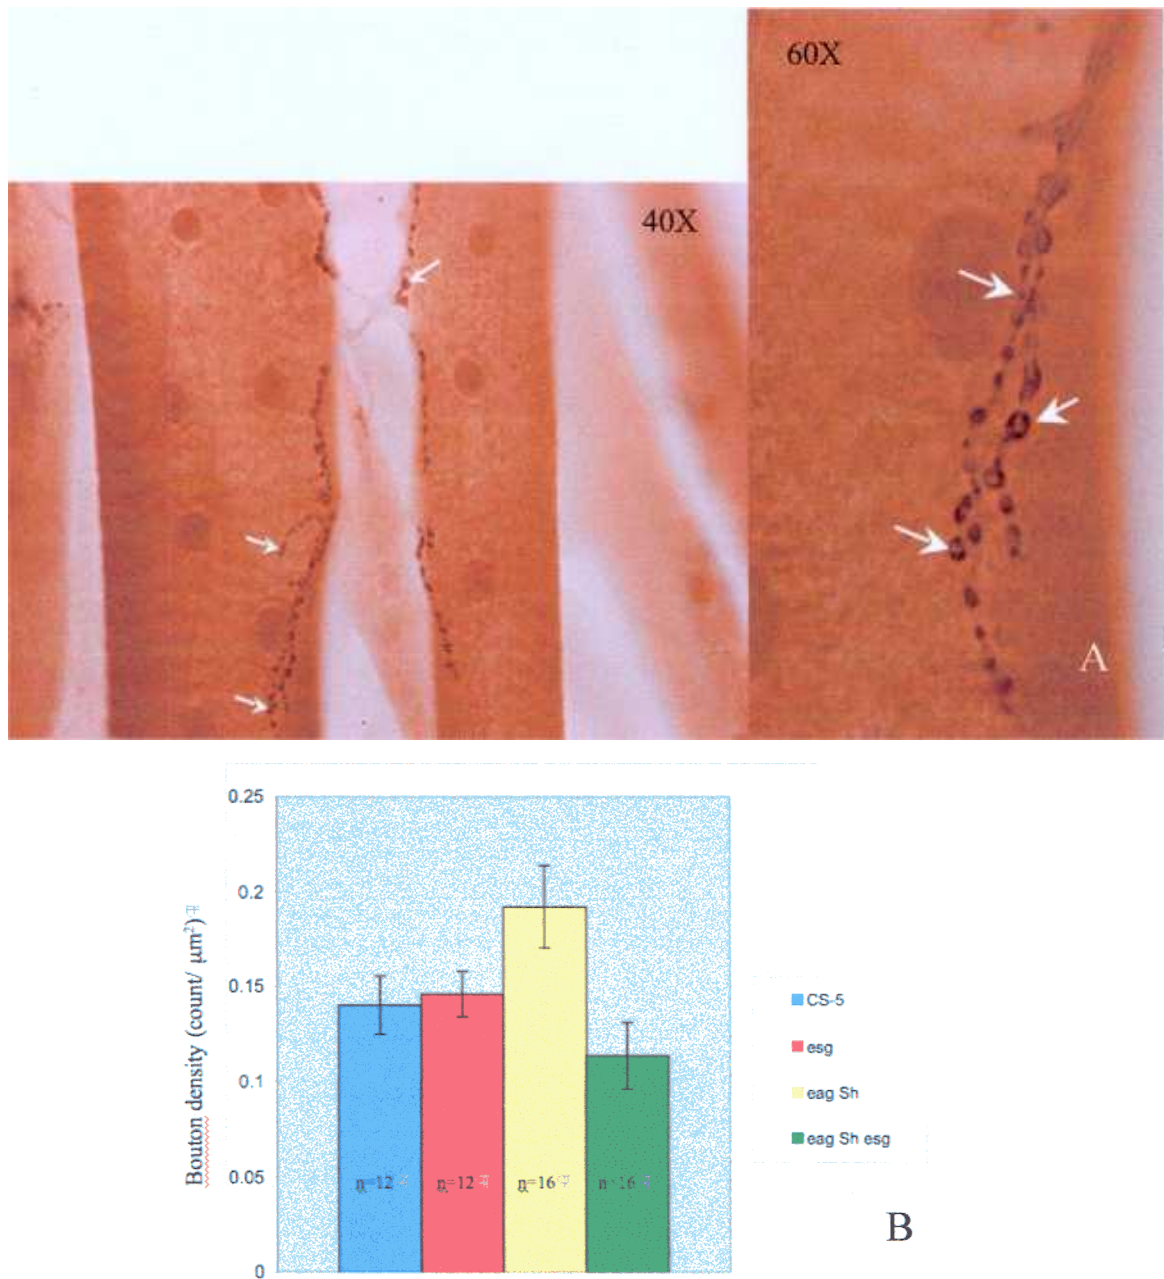 60X
40X
A
0.25
0.2
0.15
0.1
0.05
0
Bouton density (count/ μm²)
n=12
n=12
n=16
n=16
CS-5
esg
eag Sh
eag Sh esg
B